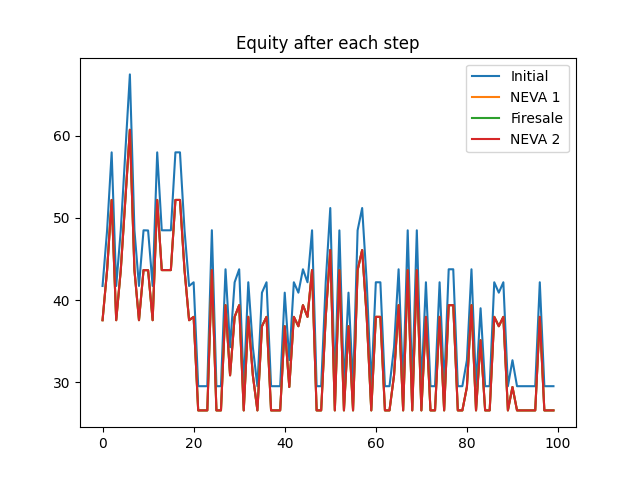 Equity after each step
Initial
NEVA 1
Firesale
NEVA 2
60
50
40
30
0 20 40 60 80 100